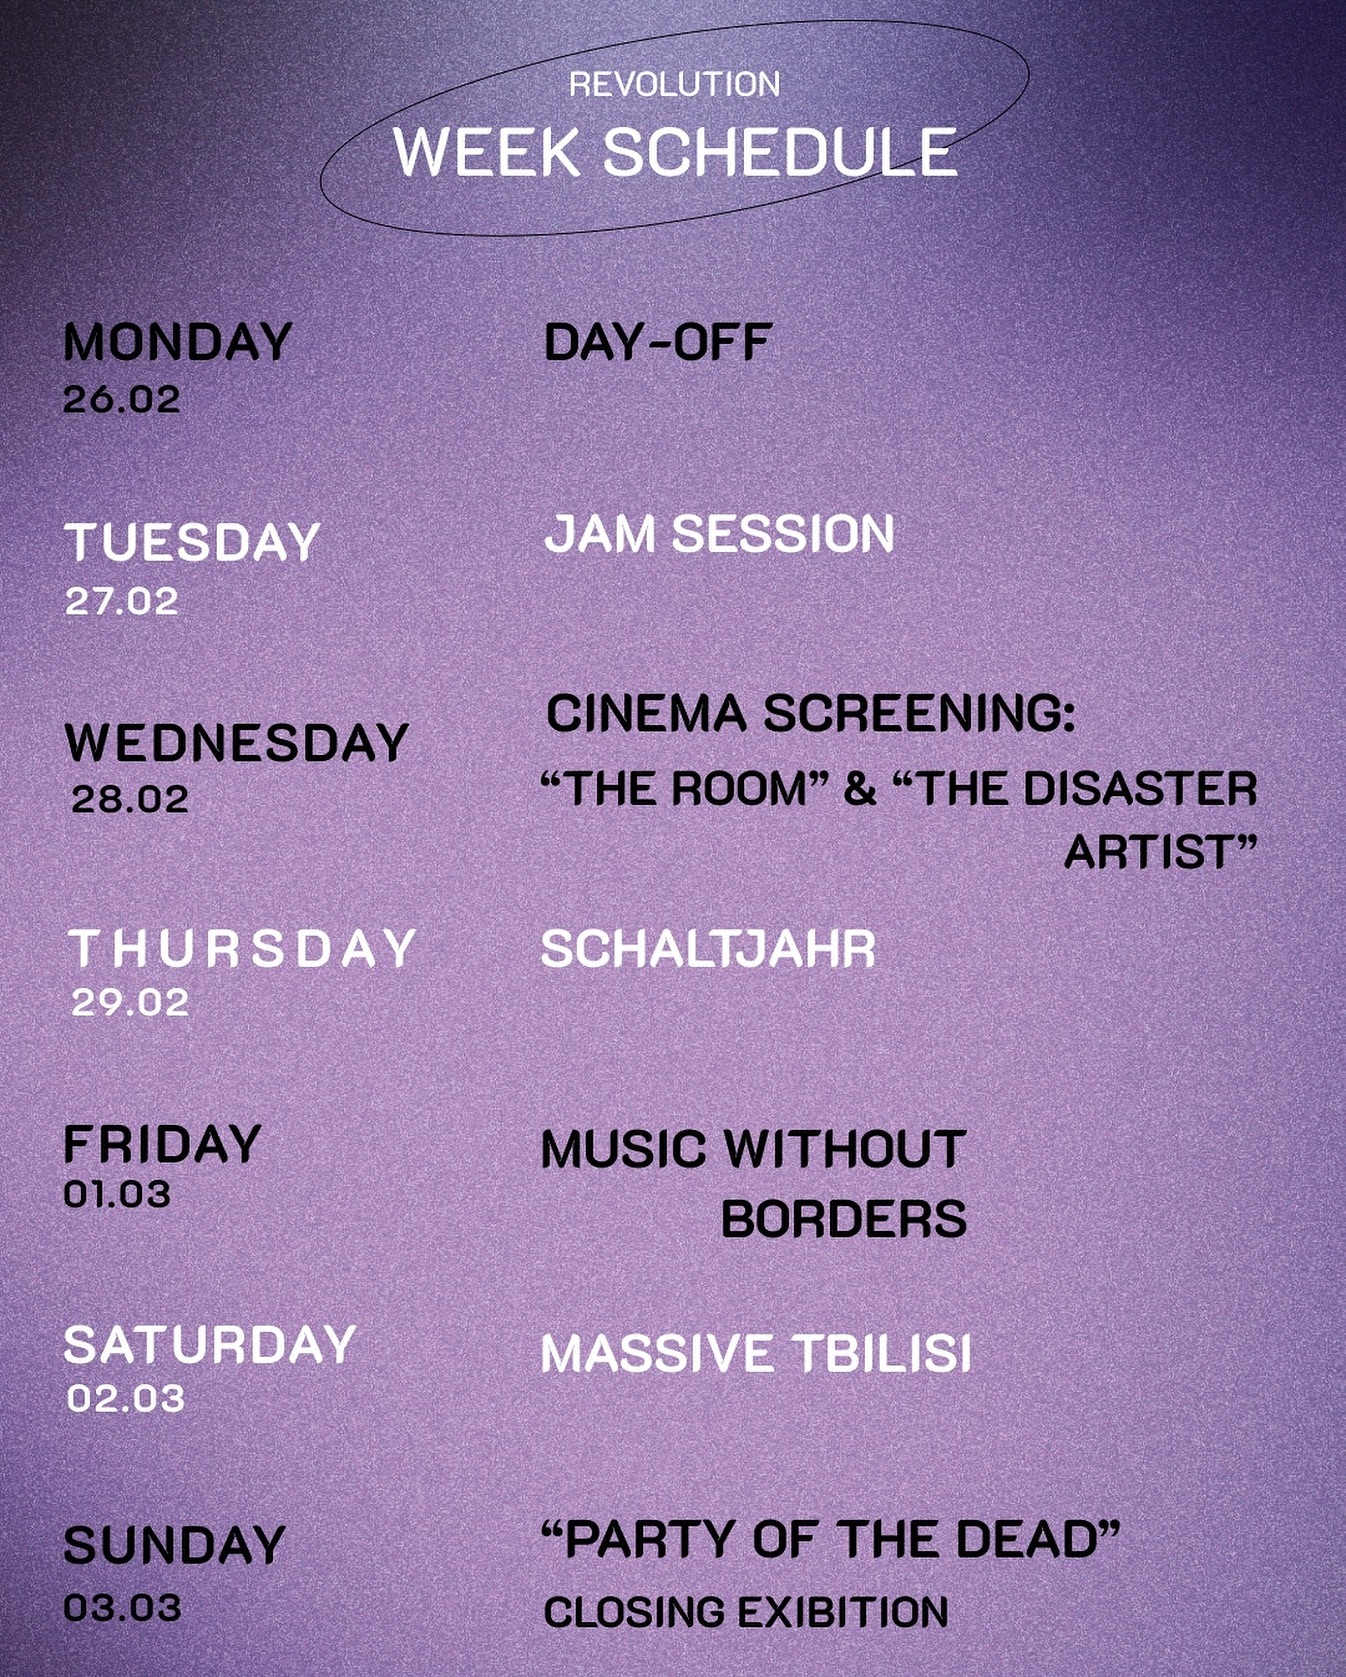 REVOLUTION
WEEK SCHEDULE
MONDAY
26.02
DAY-OFF
TUESDAY
27.02
JAM SESSION
WEDNESDAY
28.02
CINEMA SCREENING:
“THE ROOM” & “THE DISASTER
ARTIST”
THURSDAY
29.02
SCHALTJAHR
FRIDAY
01.03
MUSIC WITHOUT
BORDERS
SATURDAY
02.03
MASSIVE TBILISI
SUNDAY
03.03
“PARTY OF THE DEAD”
CLOSING EXIBITION